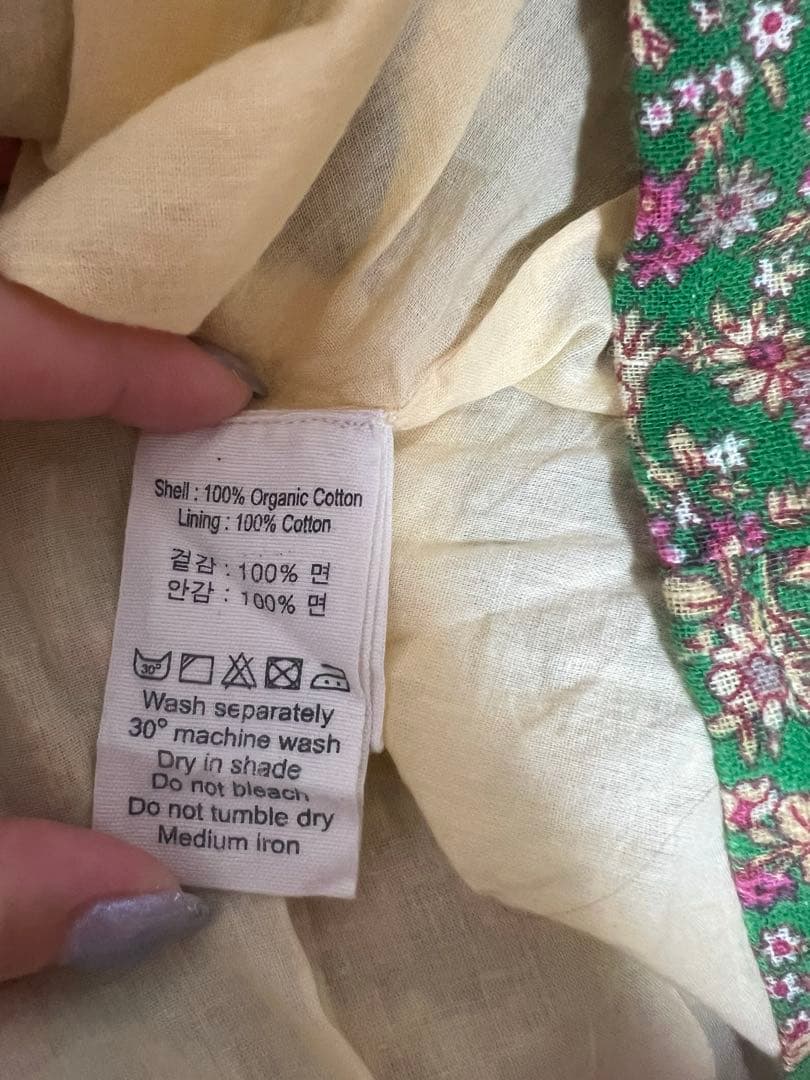 Shell : 100% Organic Cotton
Lining : 100% Cotton
겉감 : 100% 면
안감 : 100% 면
30°
Wash separately
30° machine wash
Dry in shade
Do not bleach
Do not tumble dry
Medium iron